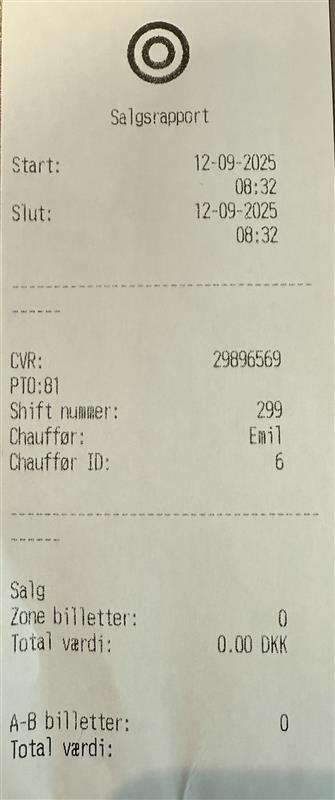 Salgsrapport
Start: 12-09-2025
08:32
Slut: 12-09-2025
08:32
--------------------------------------
------
CVR: 29896569
PTO:81
Shift nummer: 299
Chauffør: Emil
Chauffør ID: 6
--------------------------------------
------
Salg
Zone billetter: 0
Total værdi: 0.00 DKK
A-B billetter: 0
Total værdi: